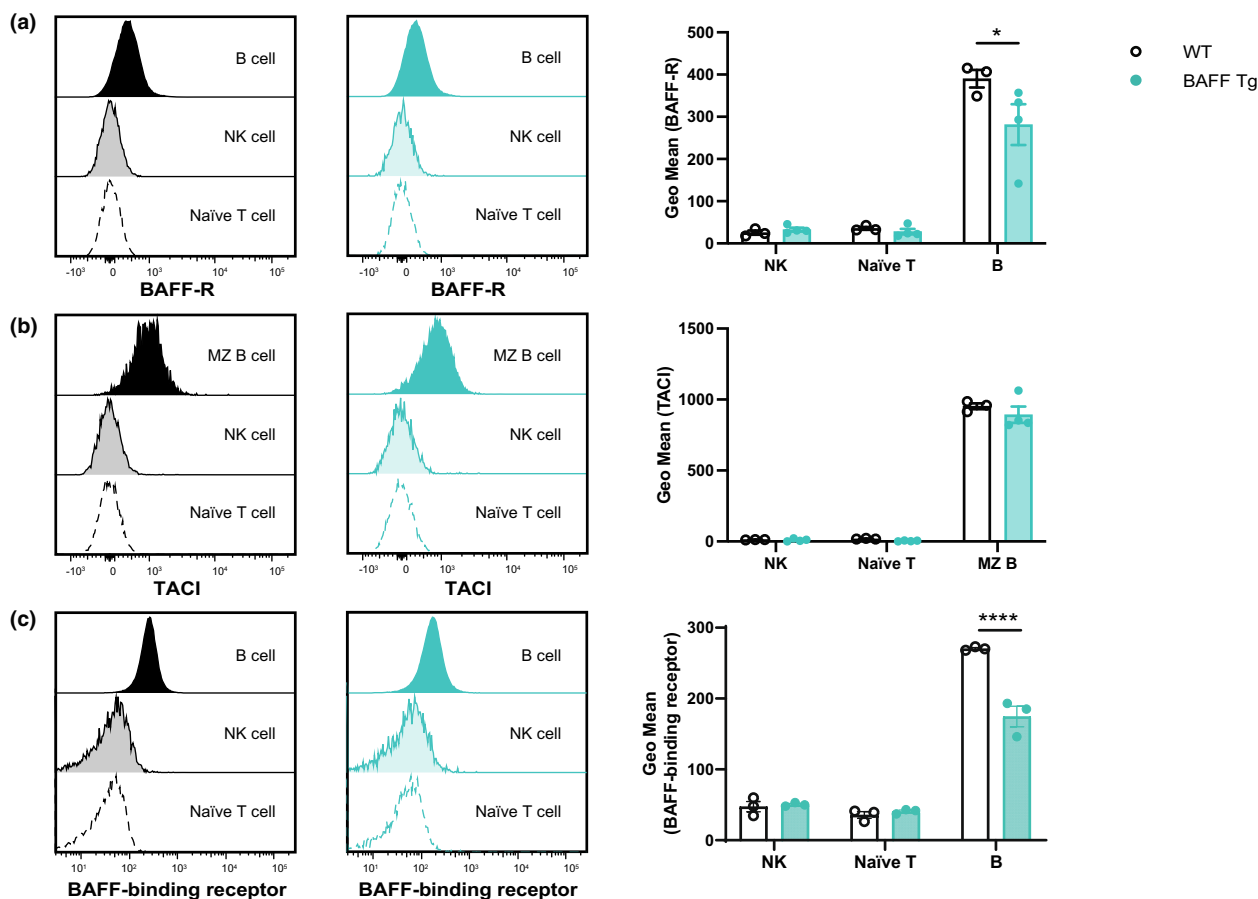 (a)
B cell
NK cell
Naïve T cell
-10³ 0 10³ 10⁴ 10⁵
BAFF-R
B cell
NK cell
Naïve T cell
-10³ 0 10³ 10⁴ 10⁵
BAFF-R
Geo Mean (BAFF-R)
500
400
300
200
100
0
*
NK Naïve T B
WT
BAFF Tg
(b)
MZ B cell
NK cell
Naïve T cell
-10³ 0 10³ 10⁴ 10⁵
TACI
MZ B cell
NK cell
Naïve T cell
-10³ 0 10³ 10⁴ 10⁵
TACI
Geo Mean (TACI)
1500
1000
500
0
NK Naïve T MZ B
(c)
B cell
NK cell
Naïve T cell
10¹ 10² 10³ 10⁴ 10⁵
BAFF-binding receptor
B cell
NK cell
Naïve T cell
10¹ 10² 10³ 10⁴ 10⁵
BAFF-binding receptor
Geo Mean
(BAFF-binding receptor)
300
200
100
0
****
NK Naïve T B